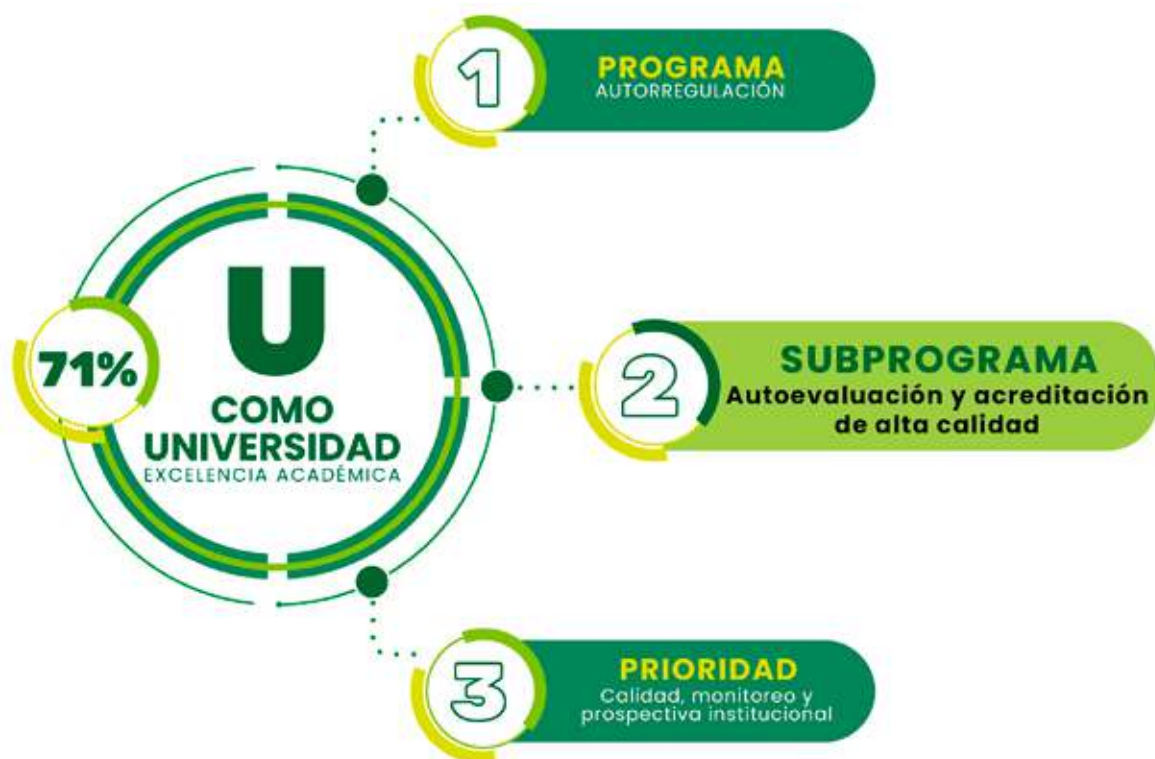 1
PROGRAMA
AUTORREGULACIÓN
71%
U
COMO
UNIVERSIDAD
EXCELENCIA ACADÉMICA
2
SUBPROGRAMA
Autoevaluación y acreditación
de alta calidad
3
PRIORIDAD
Calidad, monitoreo y
prospectiva institucional